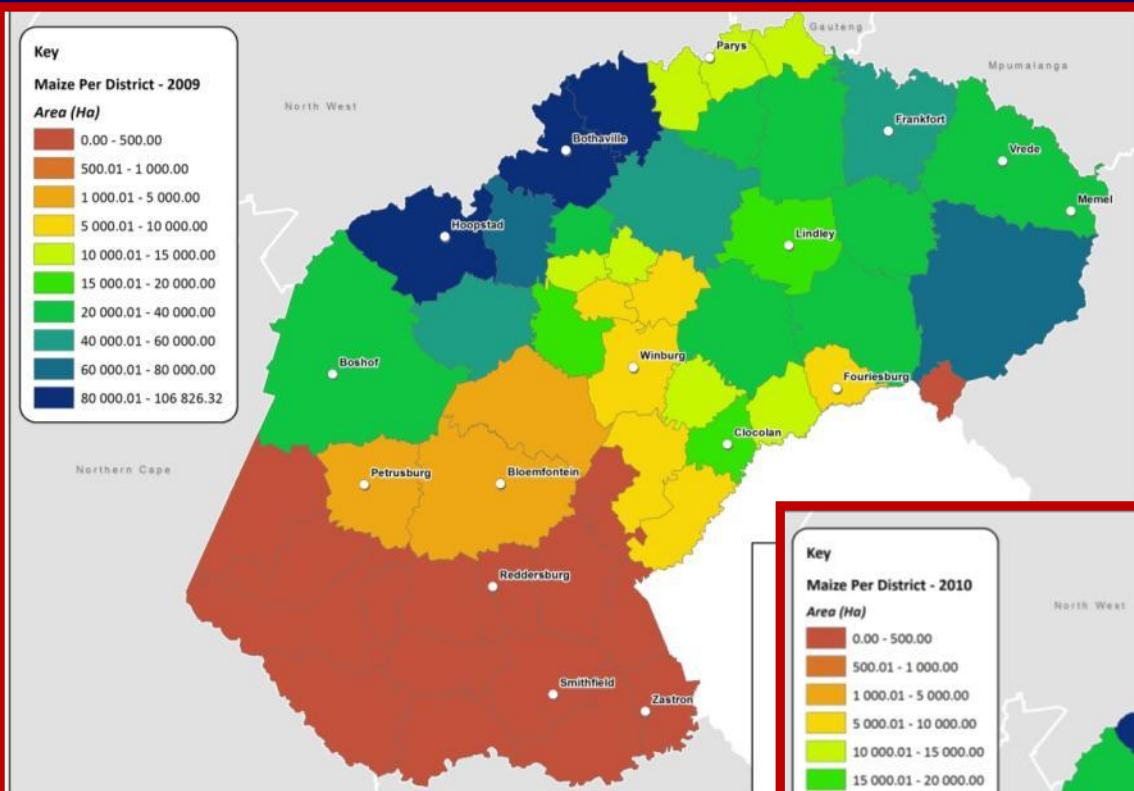 Key
Maize Per District - 2009
Area (Ha)
0.00 - 500.00
500.01 - 1 000.00
1 000.01 - 5 000.00
5 000.01 - 10 000.00
10 000.01 - 15 000.00
15 000.01 - 20 000.00
20 000.01 - 40 000.00
40 000.01 - 60 000.00
60 000.01 - 80 000.00
80 000.01 - 106 826.32
Gauteng
Parys
Mpumalanga
North West
Frankfort
Bothaville
Vrede
Memel
Hoopstad
Lindley
Boshof
Winburg
Fouriesburg
Clocolan
Northern Cape
Petrusburg
Bloemfontein
Reddersburg
Smithfield
Zastron
Key
Maize Per District - 2010
Area (Ha)
0.00 - 500.00
500.01 - 1 000.00
1 000.01 - 5 000.00
5 000.01 - 10 000.00
10 000.01 - 15 000.00
15 000.01 - 20 000.00
North West